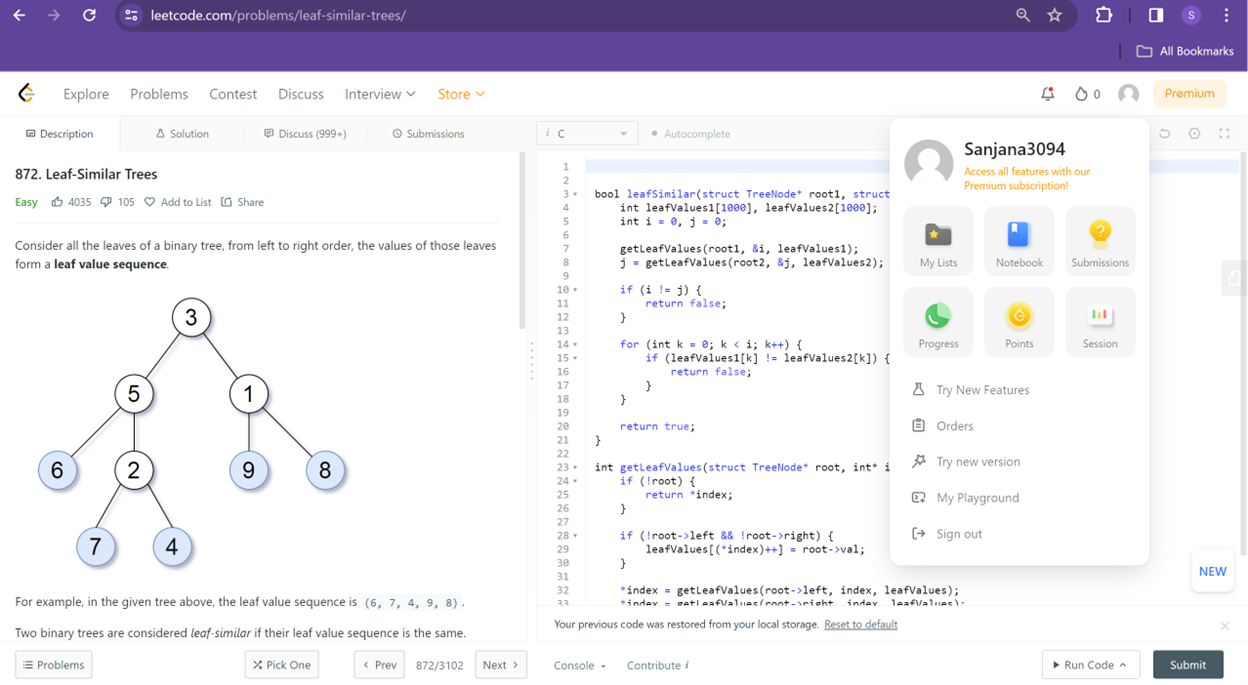 leetcode.com/problems/leaf-similar-trees/
S
All Bookmarks
Explore Problems Contest Discuss Interview Store
0 Premium
Description Solution Discuss (999+) Submissions
i C Autocomplete
872. Leaf-Similar Trees
Easy 4035 105 Add to List Share
Consider all the leaves of a binary tree, from left to right order, the values of those leaves
form a leaf value sequence.
3
5 1
6 2 9 8
7 4
For example, in the given tree above, the leaf value sequence is (6, 7, 4, 9, 8).
Two binary trees are considered leaf-similar if their leaf value sequence is the same.
1
2
3 bool leafSimilar(struct TreeNode* root1, struct
4 int leafValues1[1000], leafValues2[1000];
5 int i = 0, j = 0;
6
7 getLeafValues(root1, &i, leafValues1);
8 j = getLeafValues(root2, &j, leafValues2);
9
10 if (i != j) {
11 return false;
12 }
13
14 for (int k = 0; k < i; k++) {
15 if (leafValues1[k] != leafValues2[k]) {
16 return false;
17 }
18 }
19
20 return true;
21 }
22
23 int getLeafValues(struct TreeNode* root, int* i
24 if (!root) {
25 return *index;
26 }
27
28 if (!root->left && !root->right) {
29 leafValues[(*index)++] = root->val;
30 }
31
32 *index = getLeafValues(root->left, index, leafValues);
33 *index = getLeafValues(root->right, index, leafValues);
Sanjana3094
Access all features with our
Premium subscription!
My Lists Notebook Submissions
Progress Points Session
Try New Features
Orders
Try new version
My Playground
Sign out
NEW
Your previous code was restored from your local storage. Reset to default
Problems Pick One Prev 872/3102 Next Console Contribute i Run Code Submit